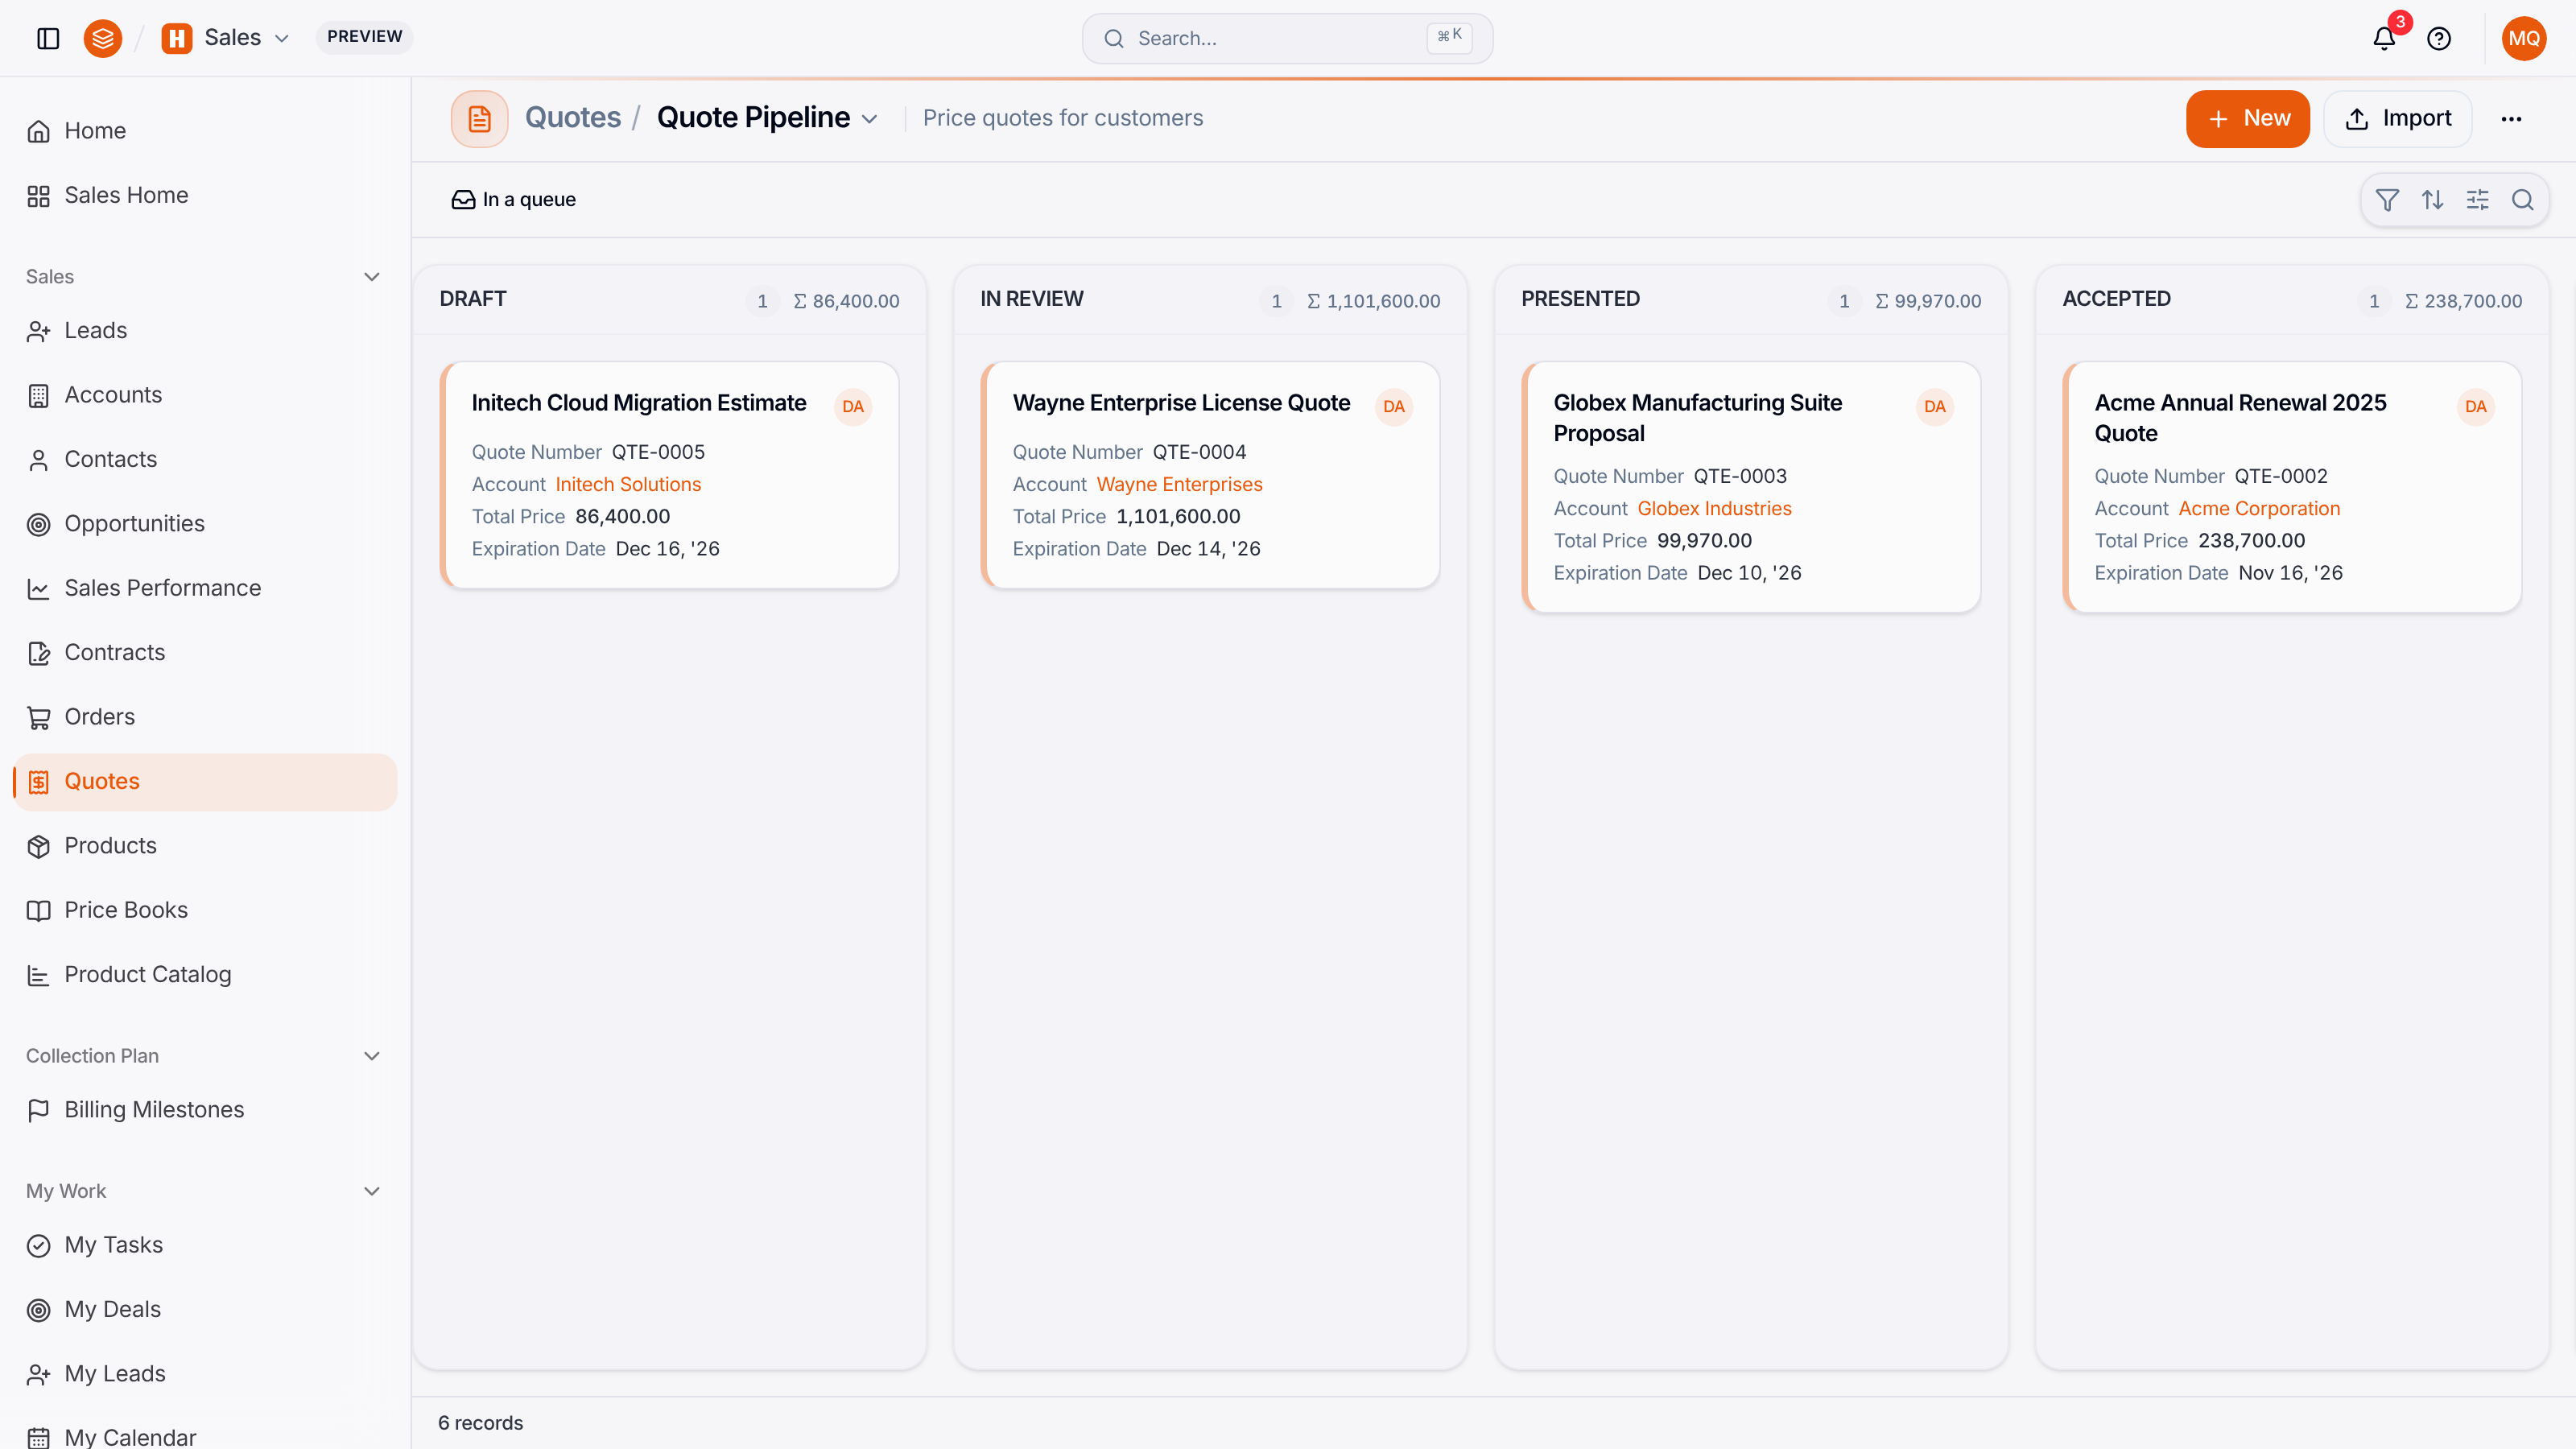 Sales
PREVIEW
Search...
⌘K
3
MQ
Home
Sales Home
Sales
Leads
Accounts
Contacts
Opportunities
Sales Performance
Contracts
Orders
Quotes
Products
Price Books
Product Catalog
Collection Plan
Billing Milestones
My Work
My Tasks
My Deals
My Leads
My Calendar
Quotes / Quote Pipeline
Price quotes for customers
New
Import
In a queue
DRAFT 1 Σ 86,400.00
Initech Cloud Migration Estimate DA
Quote Number QTE-0005
Account Initech Solutions
Total Price 86,400.00
Expiration Date Dec 16, '26
IN REVIEW 1 Σ 1,101,600.00
Wayne Enterprise License Quote DA
Quote Number QTE-0004
Account Wayne Enterprises
Total Price 1,101,600.00
Expiration Date Dec 14, '26
PRESENTED 1 Σ 99,970.00
Globex Manufacturing Suite DA
Proposal
Quote Number QTE-0003
Account Globex Industries
Total Price 99,970.00
Expiration Date Dec 10, '26
ACCEPTED 1 Σ 238,700.00
Acme Annual Renewal 2025 DA
Quote
Quote Number QTE-0002
Account Acme Corporation
Total Price 238,700.00
Expiration Date Nov 16, '26
6 records